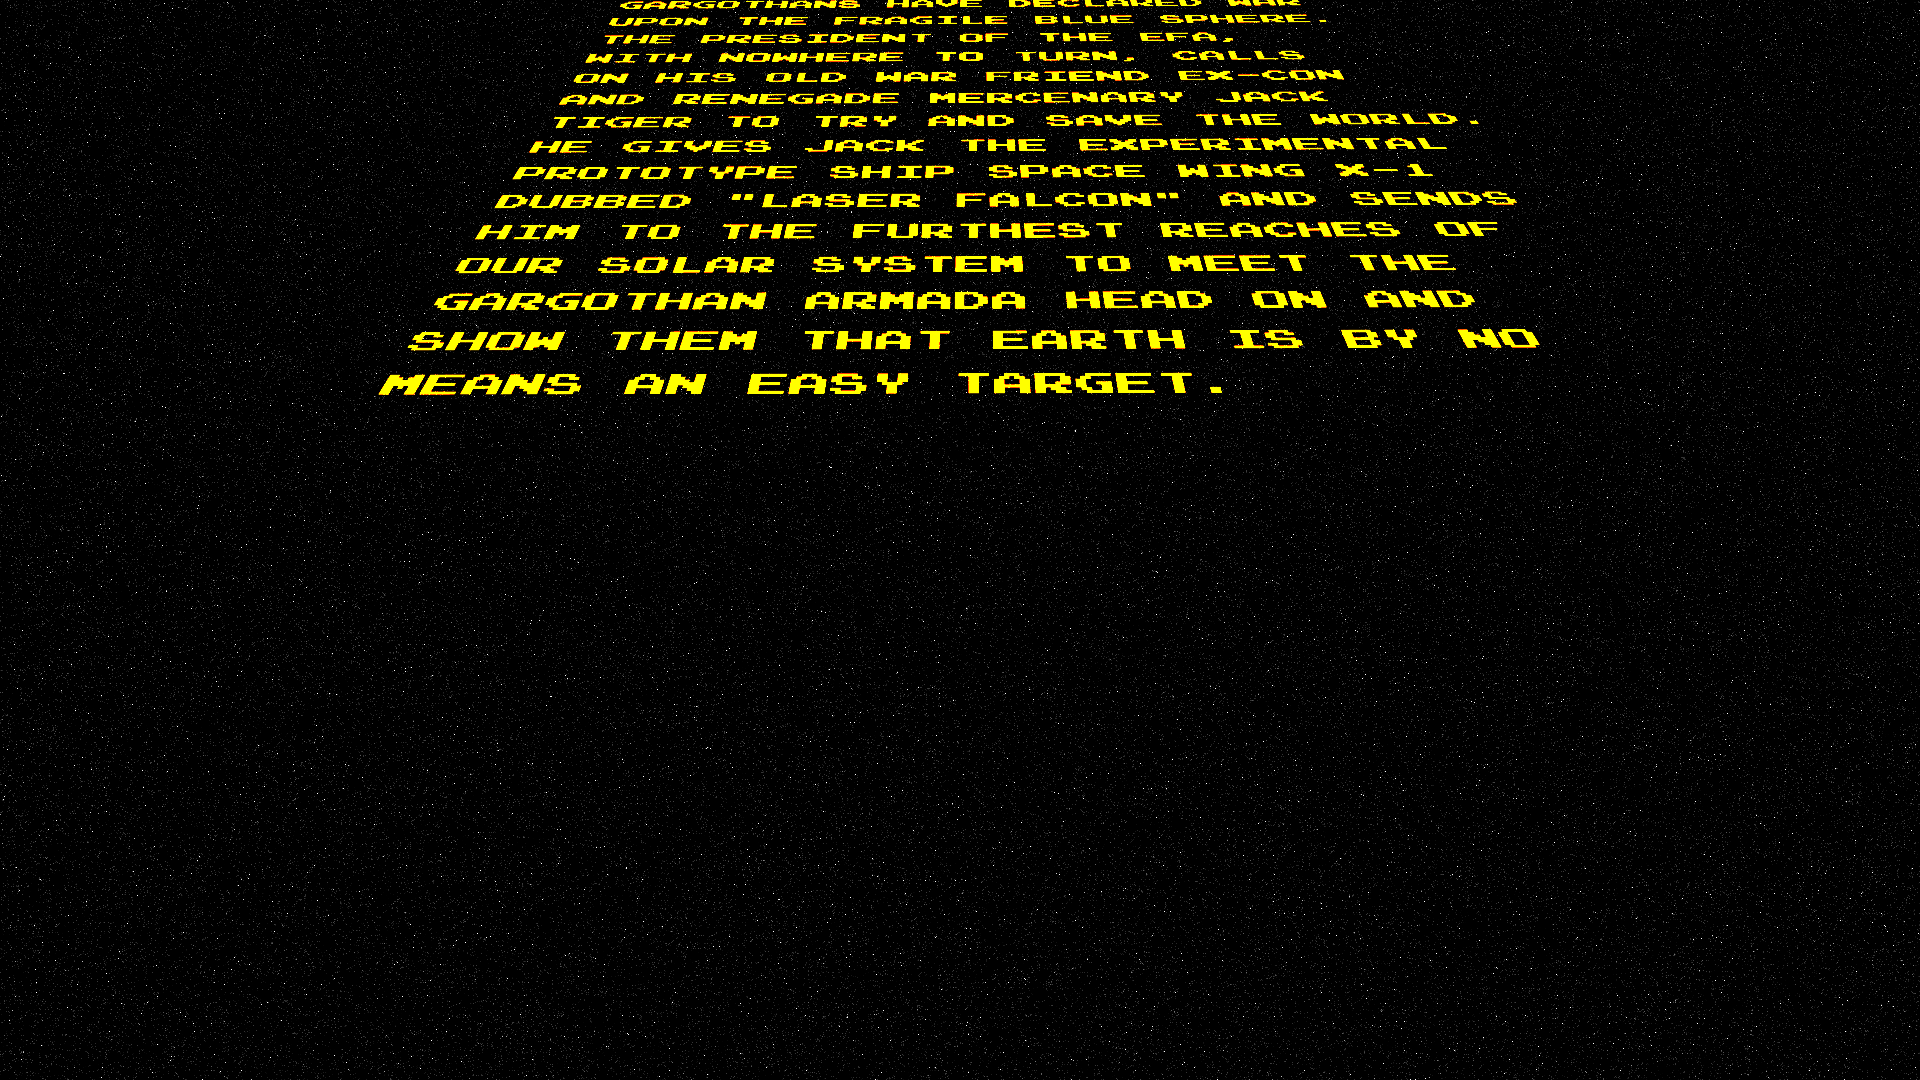 GARGOTHANS HAVE DECLARED WAR
UPON THE FRAGILE BLUE SPHERE.
THE PRESIDENT OF THE EFA,
WITH NOWHERE TO TURN, CALLS
ON HIS OLD WAR FRIEND EX-CON
AND RENEGADE MERCENARY JACK
TIGER TO TRY AND SAVE THE WORLD.
HE GIVES JACK THE EXPERIMENTAL
PROTOTYPE SHIP SPACE WING X-1
DUBBED "LASER FALCON" AND SENDS
HIM TO THE FURTHEST REACHES OF
OUR SOLAR SYSTEM TO MEET THE
GARGOTHAN ARMADA HEAD ON AND
SHOW THEM THAT EARTH IS BY NO
MEANS AN EASY TARGET.